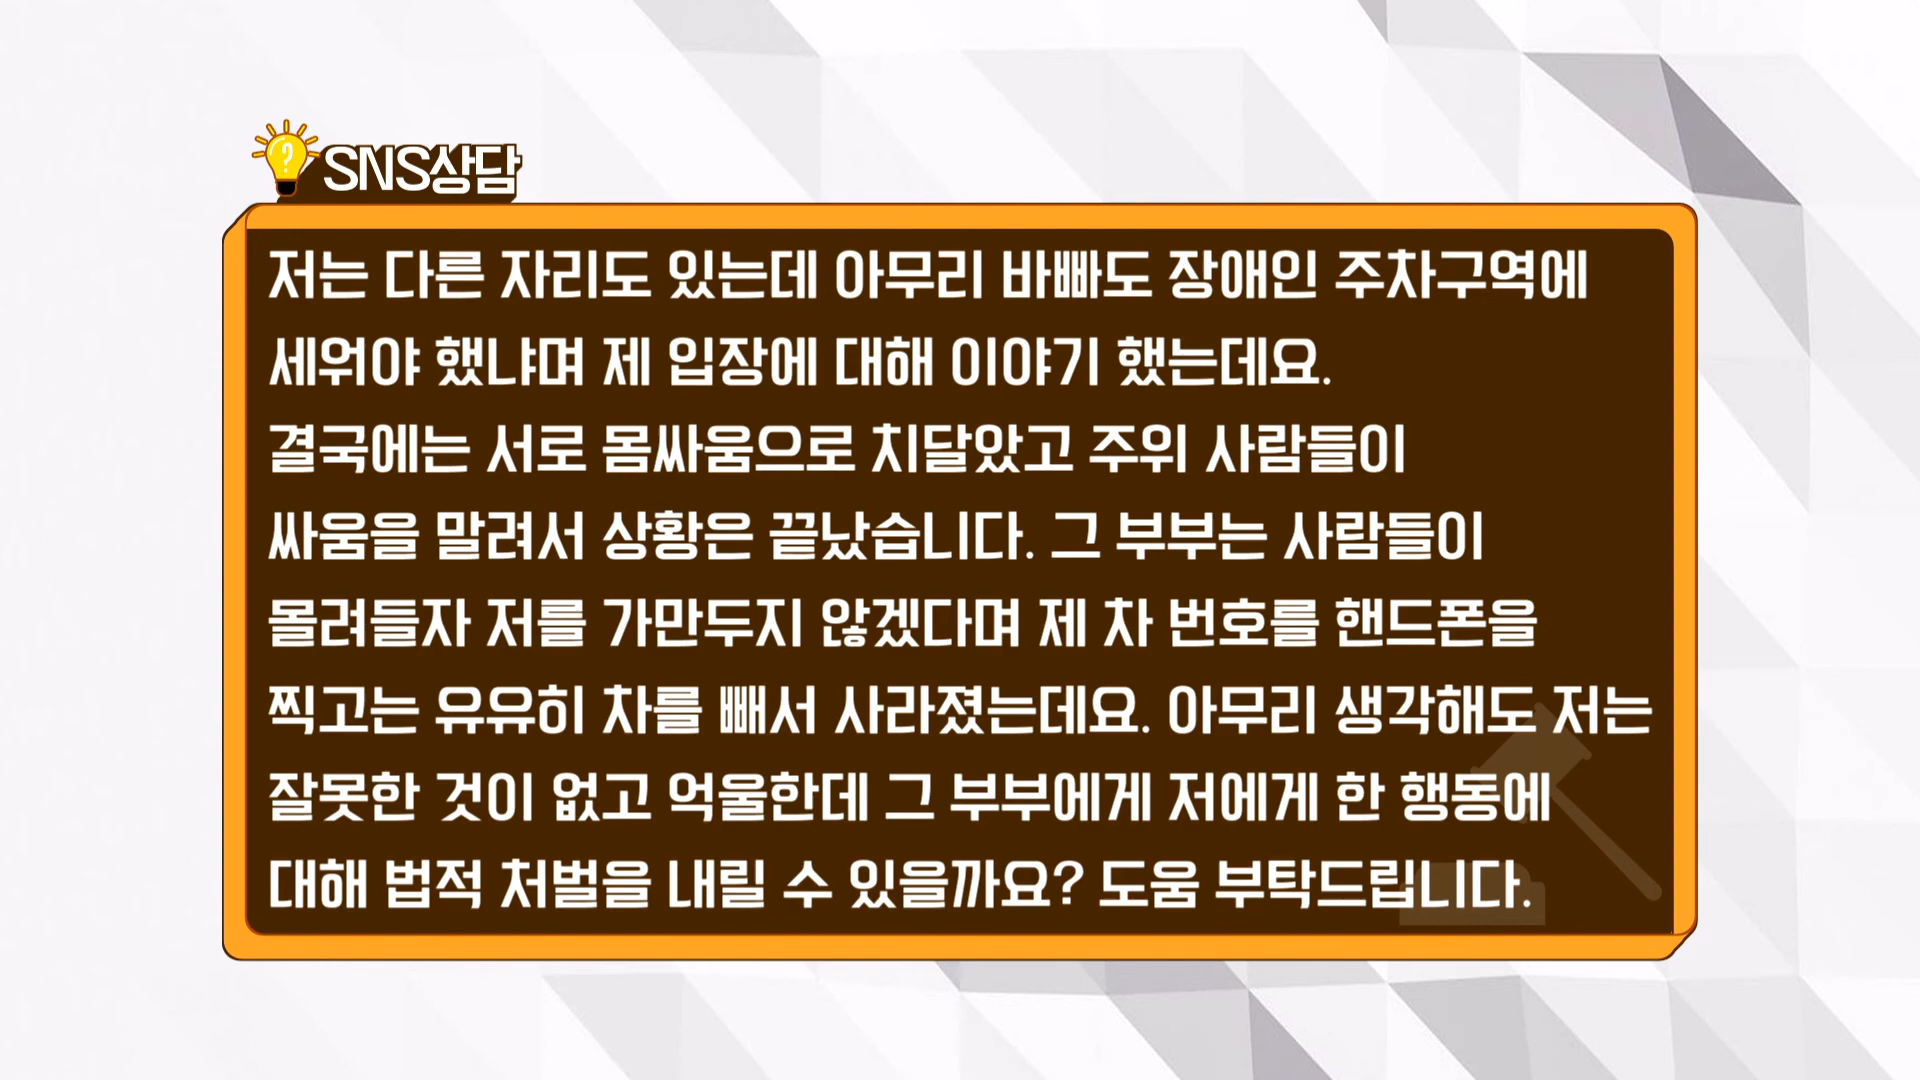 SNS상담
저는 다른 자리도 있는데 아무리 바빠도 장애인 주차구역에
세워야 했냐며 제 입장에 대해 이야기 했는데요.
결국에는 서로 몸싸움으로 치달았고 주위 사람들이
싸움을 말려서 상황은 끝났습니다. 그 부부는 사람들이
몰려들자 저를 가만두지 않겠다며 제 차 번호를 핸드폰을
찍고는 유유히 차를 빼서 사라졌는데요. 아무리 생각해도 저는
잘못한 것이 없고 억울한데 그 부부에게 저에게 한 행동에
대해 법적 처벌을 내릴 수 있을까요? 도움 부탁드립니다.